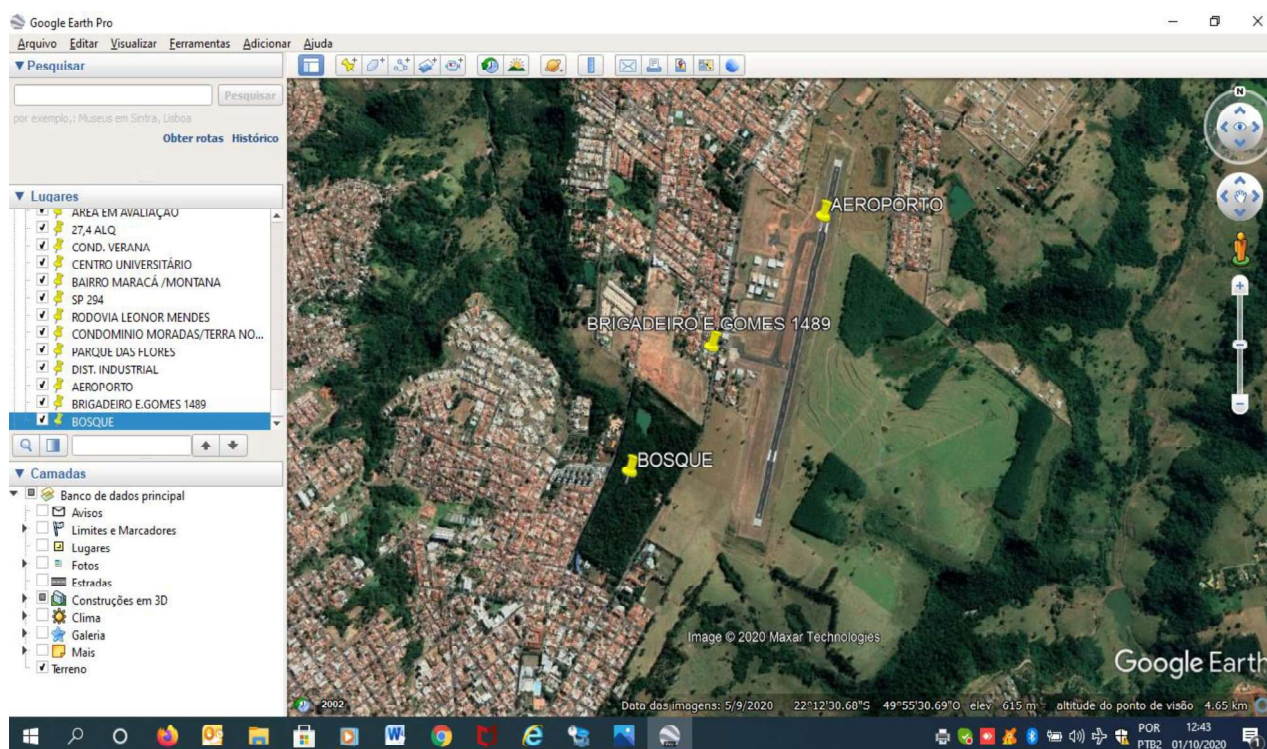 Google Earth Pro
Arquivo Editar Visualizar Ferramentas Adicionar Ajuda
Pesquisar
Pesquisar
por exemplo,: Museus em Sintra, Lisboa
Obter rotas Histórico
Lugares
AREA EM AVALIAÇÃO
27,4 ALQ
COND. VERANA
CENTRO UNIVERSITÁRIO
BAIRRO MARACÁ /MONTANA
SP 294
RODOVIA LEONOR MENDES
CONDOMINIO MORADAS/TERRA NO...
PARQUE DAS FLORES
DIST. INDUSTRIAL
AEROPORTO
BRIGADEIRO E.GOMES 1489
BOSQUE
Camadas
Banco de dados principal
Avisos
Limites e Marcadores
Lugares
Fotos
Estradas
Construções em 3D
Clima
Galeria
Mais
Terreno
N
AEROPORTO
BRIGADEIRO E.GOMES 1489
BOSQUE
Image © 2020 Maxar Technologies
Google Earth
2002
Data das imagens: 5/9/2020 22°12'30.68"S 49°55'30.69"O elev 615 m altitude do ponto de visão 4.65 km
POR 12:43
PTB2 01/10/2020